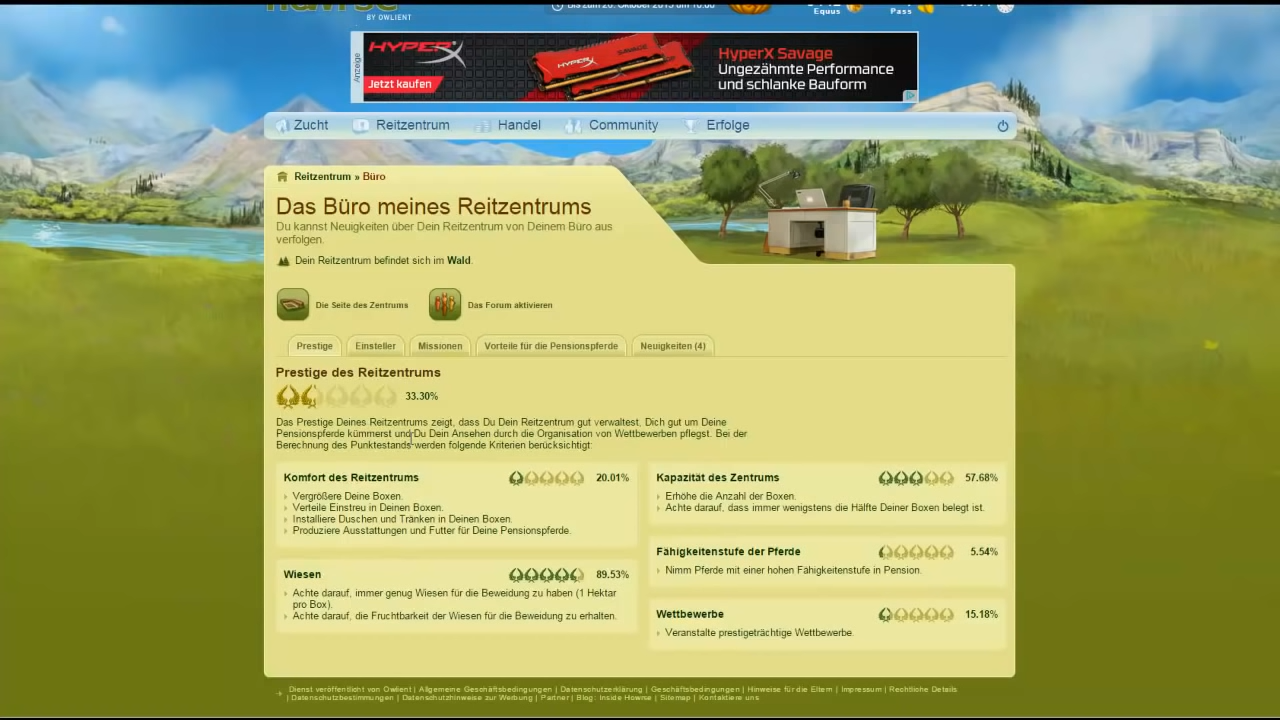 BY OWLIENT
Bis zum 20. Oktober 2015 um 10:00
Equus
Pass
Anzeige
HYPERX
Jetzt kaufen
HYPERX
HyperX Savage
Ungezähmte Performance
und schlanke Bauform
Zucht
Reitzentrum
Handel
Community
Erfolge
Reitzentrum » Büro
Das Büro meines Reitzentrums
Du kannst Neuigkeiten über Dein Reitzentrum von Deinem Büro aus
verfolgen.
Dein Reitzentrum befindet sich im Wald.
Die Seite des Zentrums
Das Forum aktivieren
Prestige
Einsteller
Missionen
Vorteile für die Pensionspferde
Neuigkeiten (4)
Prestige des Reitzentrums
33.30%
Das Prestige Deines Reitzentrums zeigt, dass Du Dein Reitzentrum gut verwaltest, Dich gut um Deine
Pensionspferde kümmerst und Du Dein Ansehen durch die Organisation von Wettbewerben pflegst. Bei der
Berechnung des Punktestands werden folgende Kriterien berücksichtigt:
Komfort des Reitzentrums 20.01%
Vergrößere Deine Boxen.
Verteile Einstreu in Deinen Boxen.
Installiere Duschen und Tränken in Deinen Boxen.
Produziere Ausstattungen und Futter für Deine Pensionspferde.
Wiesen 89.53%
Achte darauf, immer genug Wiesen für die Beweidung zu haben (1 Hektar
pro Box).
Achte darauf, die Fruchtbarkeit der Wiesen für die Beweidung zu erhalten.
Kapazität des Zentrums 57.68%
Erhöhe die Anzahl der Boxen.
Achte darauf, dass immer wenigstens die Hälfte Deiner Boxen belegt ist.
Fähigkeitenstufe der Pferde 5.54%
Nimm Pferde mit einer hohen Fähigkeitenstufe in Pension.
Wettbewerbe 15.18%
Veranstalte prestigeträchtige Wettbewerbe.
Dienst veröffentlicht von Owlient | Allgemeine Geschäftsbedingungen | Datenschutzerklärung | Geschäftsbedingungen | Hinweise für die Eltern | Impressum | Rechtliche Details
| Datenschutzbestimmungen | Datenschutzhinweise zur Werbung | Partner | Blog: Inside Howrse | Sitemap | Kontaktiere uns